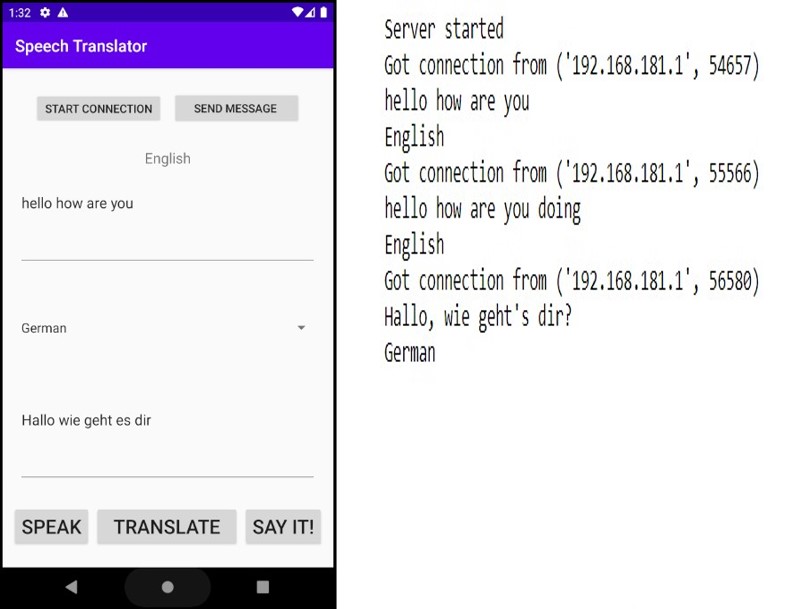 1:32
Speech Translator
START CONNECTION SEND MESSAGE
English
hello how are you
German
Hallo wie geht es dir
SPEAK TRANSLATE SAY IT!
Server started
Got connection from ('192.168.181.1', 54657)
hello how are you
English
Got connection from ('192.168.181.1', 55566)
hello how are you doing
English
Got connection from ('192.168.181.1', 56580)
Hallo, wie geht's dir?
German